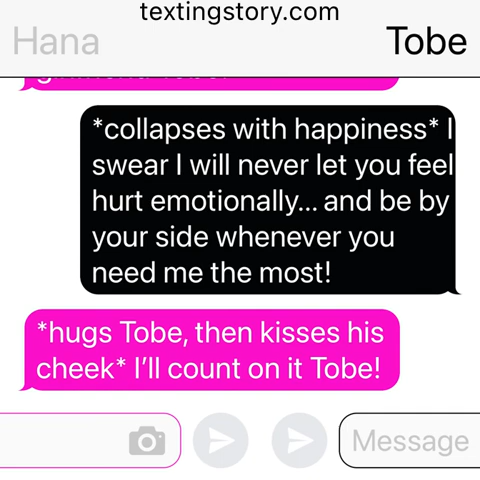 textingstory.com
Hana Tobe
*collapses with happiness* I
swear I will never let you feel
hurt emotionally... and be by
your side whenever you
need me the most!
*hugs Tobe, then kisses his
cheek* I'll count on it Tobe!
Message